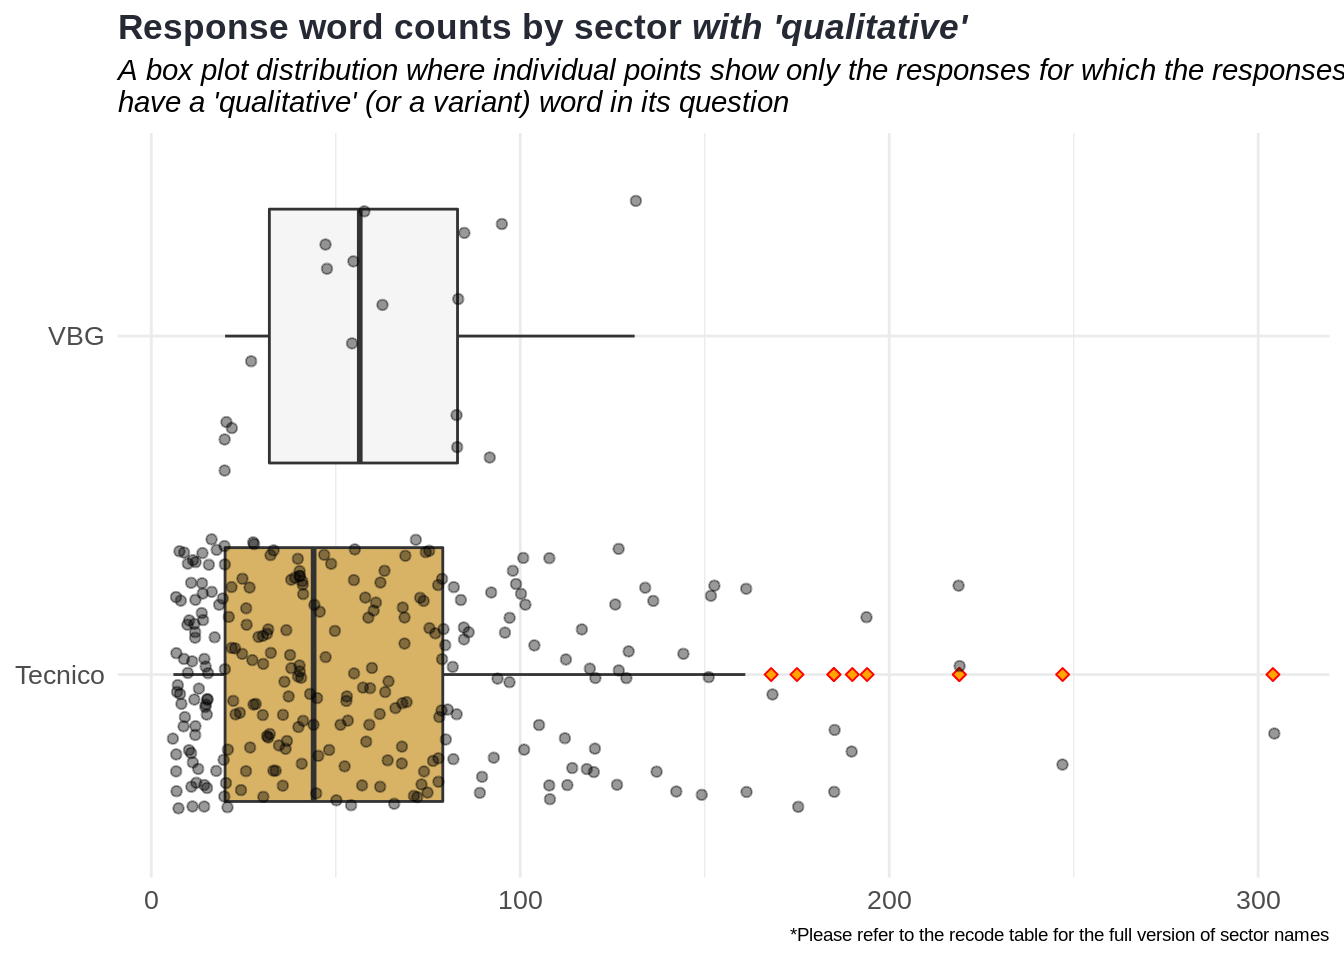 Response word counts by sector with 'qualitative'
A box plot distribution where individual points show only the responses for which the responses
have a 'qualitative' (or a variant) word in its question
VBG
Tecnico
0 100 200 300
*Please refer to the recode table for the full version of sector names